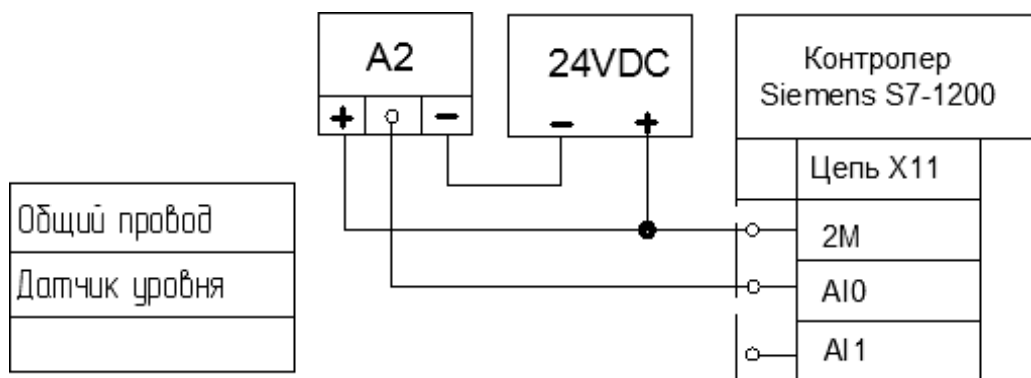 A2
+ -
24VDC
- +
Контролер
Siemens S7-1200
Цепь X11
Общий провод
2M
Датчик уровня
AI0
AI1